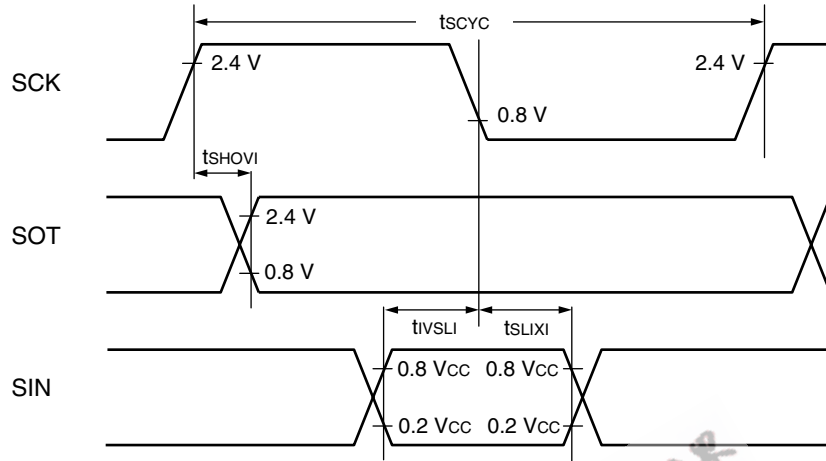 tSCYC
SCK
2.4 V
2.4 V
0.8 V
tSHOVI
SOT
2.4 V
0.8 V
tIVSLI
tSLIXI
SIN
0.8 VCC
0.8 VCC
0.2 VCC
0.2 VCC